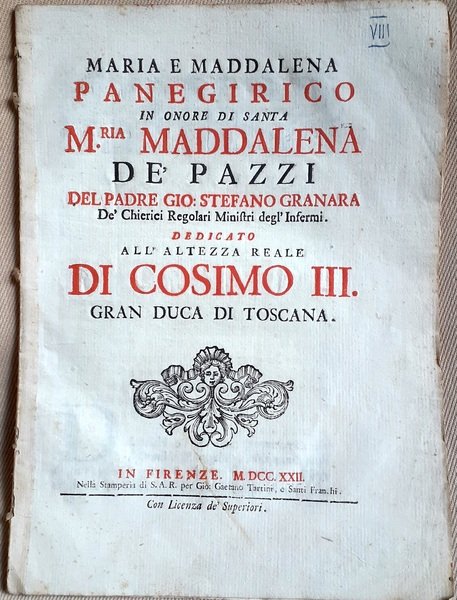 VIII
MARIA E MADDALENA
PANEGIRICO
IN ONORE DI SANTA
M.RIA MADDALENA
DE' PAZZI
DEL PADRE GIO: STEFANO GRANARA
De' Chierici Regolari Miniſtri degl' Infermi.
DEDICATO
ALL' ALTEZZA REALE
DI COSIMO III.
GRAN DUCA DI TOSCANA.
IN FIRENZE. M.DCC.XXII.
Nella Stamperia di S. A. R. per Gio: Gaetano Tartini, e Santi Franchi.
Con Licenza de' Superiori.